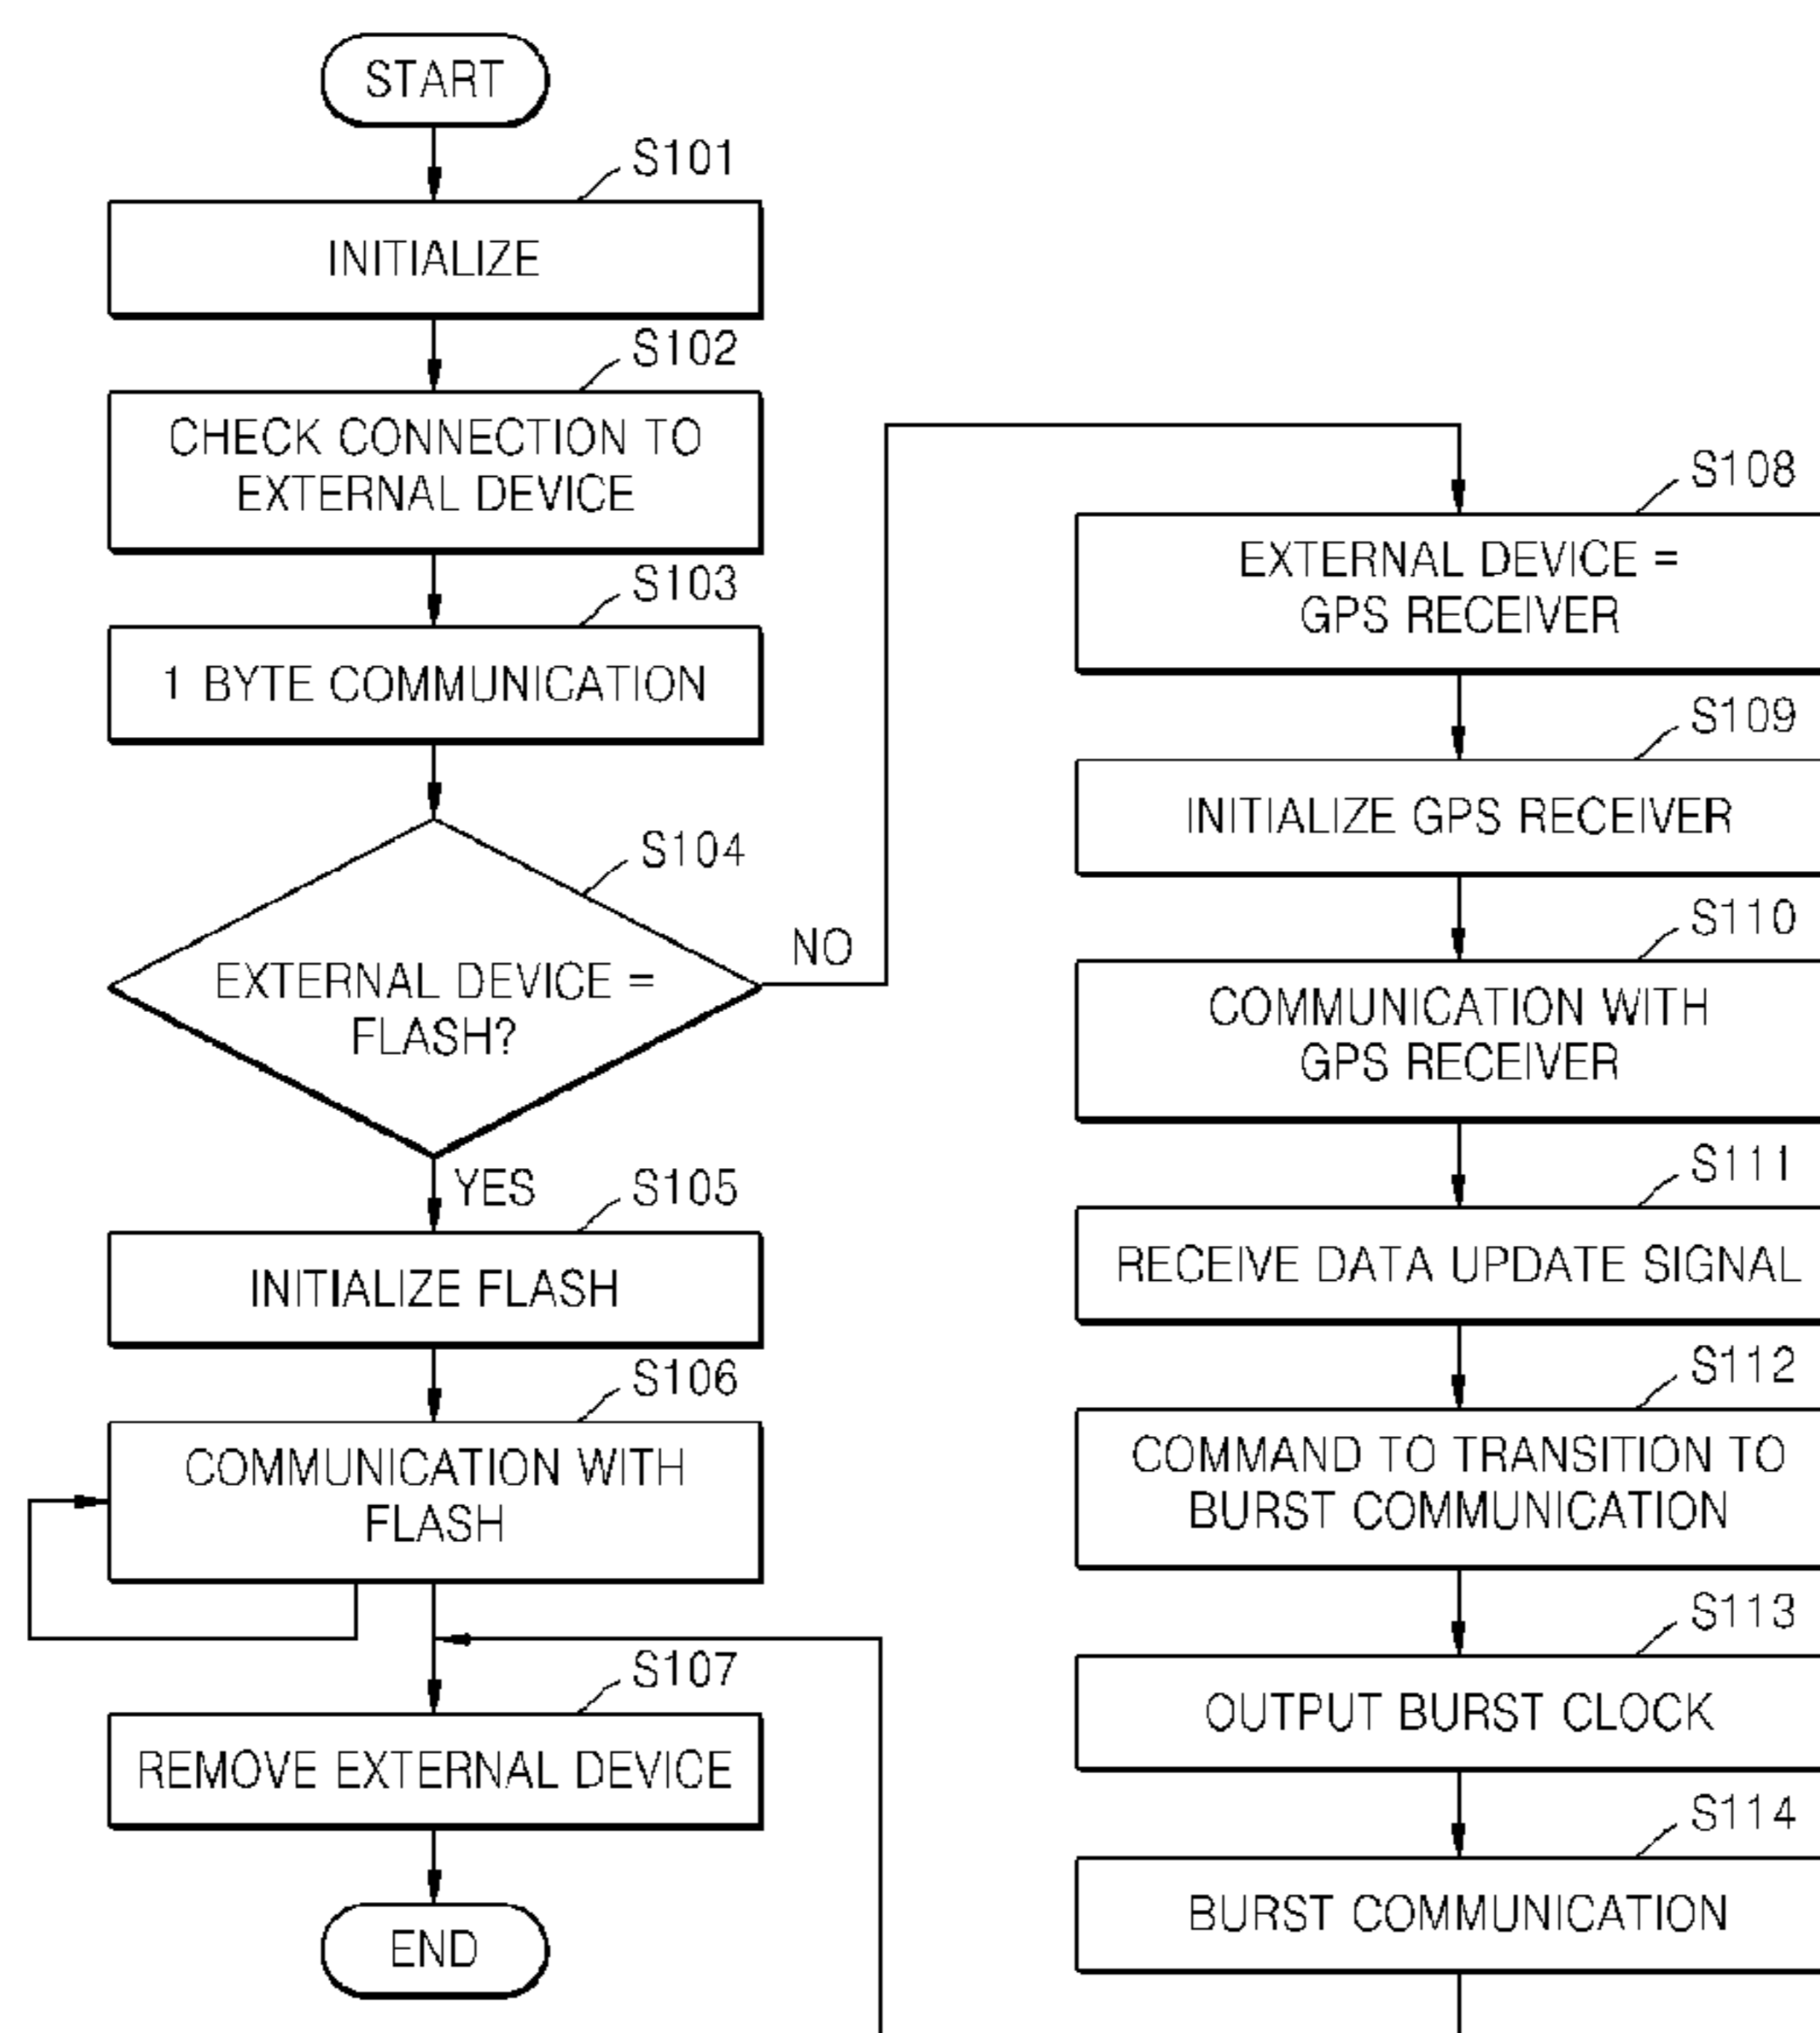 START
S101
INITIALIZE
S102
CHECK CONNECTION TO
EXTERNAL DEVICE
S103
1 BYTE COMMUNICATION
S104
EXTERNAL DEVICE =
FLASH?
NO
YES
S105
INITIALIZE FLASH
S106
COMMUNICATION WITH
FLASH
S107
REMOVE EXTERNAL DEVICE
END
S108
EXTERNAL DEVICE =
GPS RECEIVER
S109
INITIALIZE GPS RECEIVER
S110
COMMUNICATION WITH
GPS RECEIVER
S111
RECEIVE DATA UPDATE SIGNAL
S112
COMMAND TO TRANSITION TO
BURST COMMUNICATION
S113
OUTPUT BURST CLOCK
S114
BURST COMMUNICATION